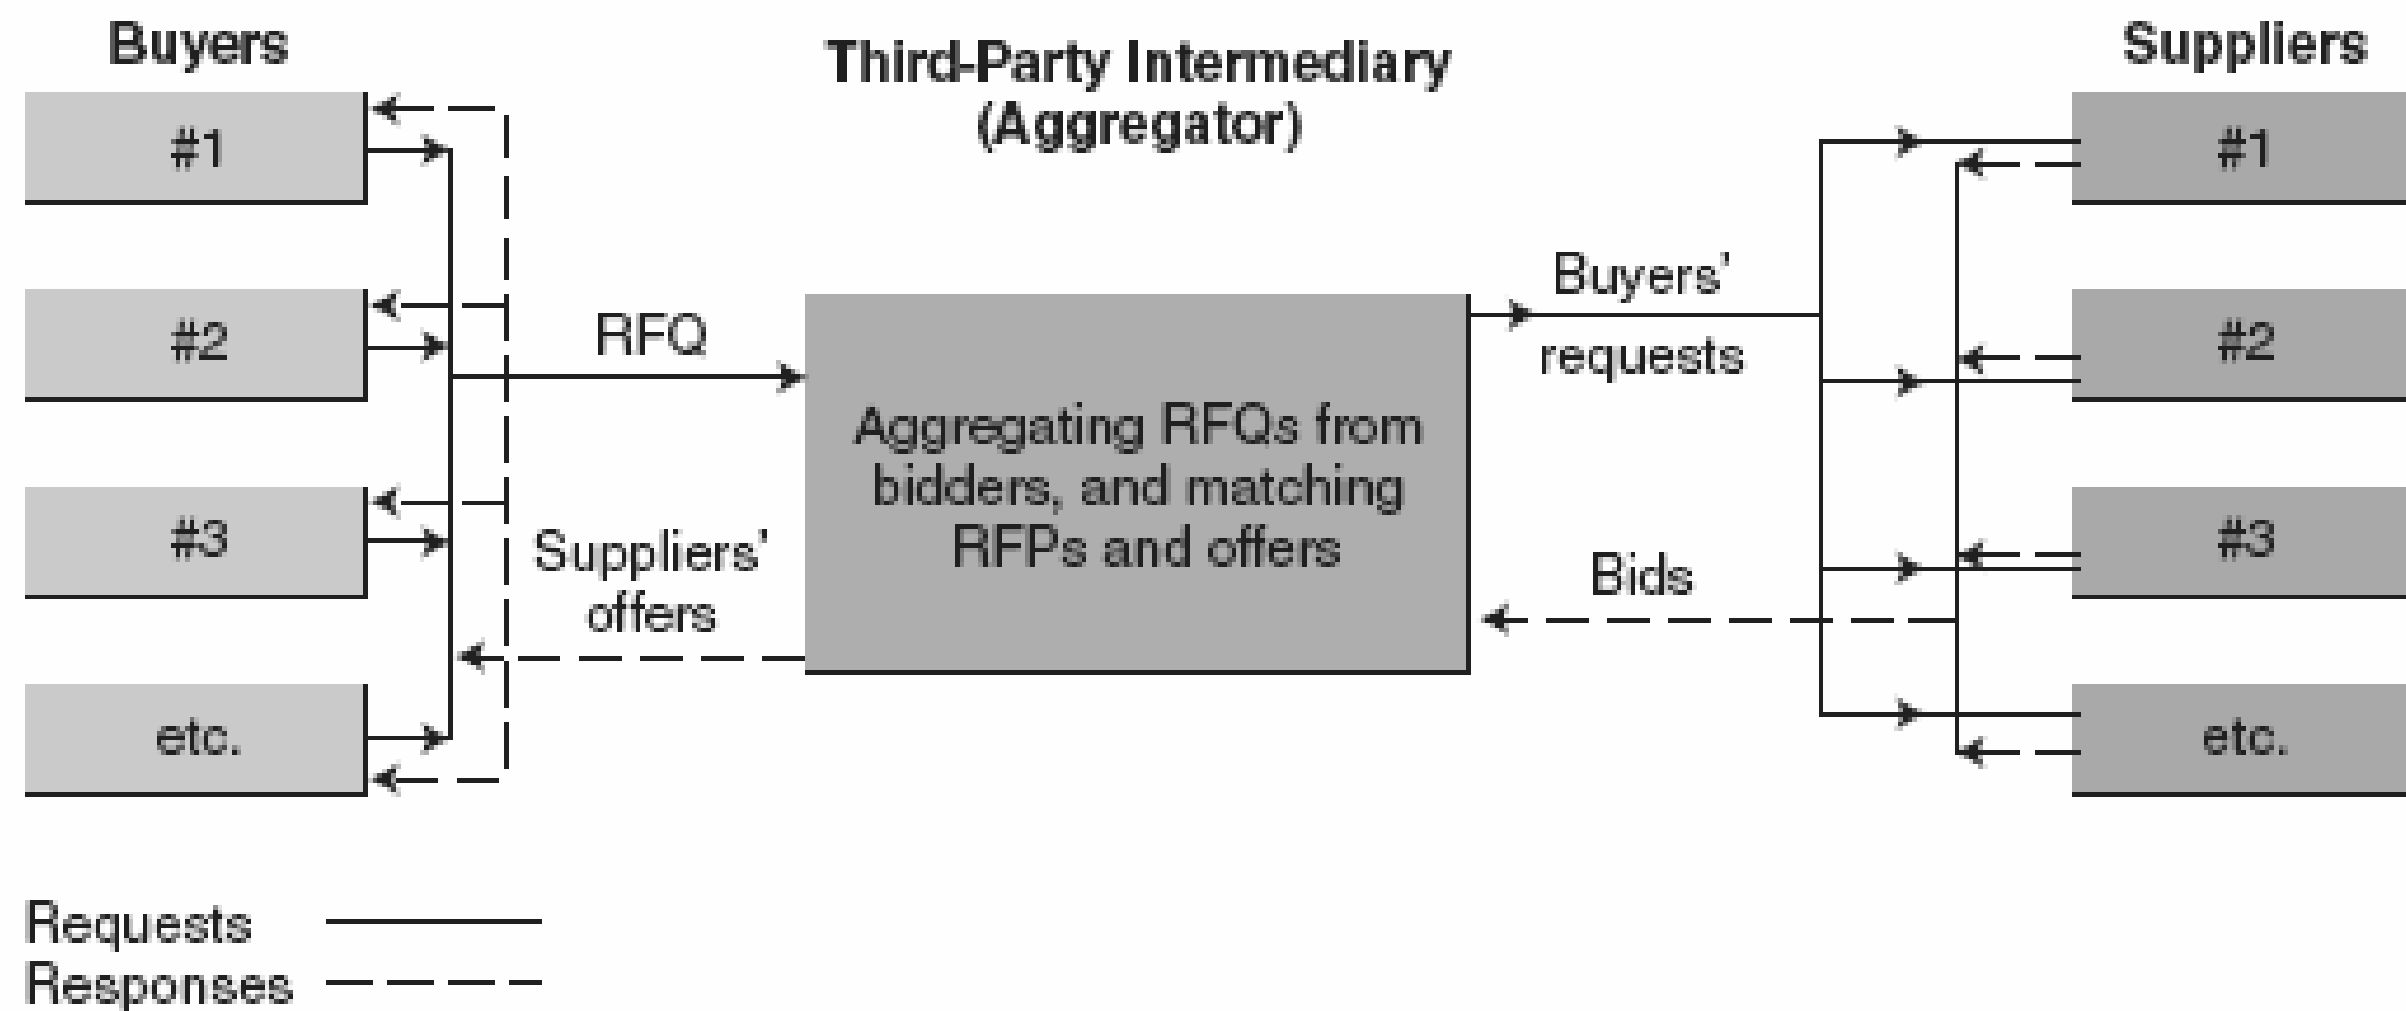 Buyers
#1
#2
#3
etc.
RFQ
Suppliers’
offers
Third-Party Intermediary
(Aggregator)
Aggregating RFQs from
bidders, and matching
RFPs and offers
Buyers’
requests
Bids
Suppliers
#1
#2
#3
etc.
Requests
Responses